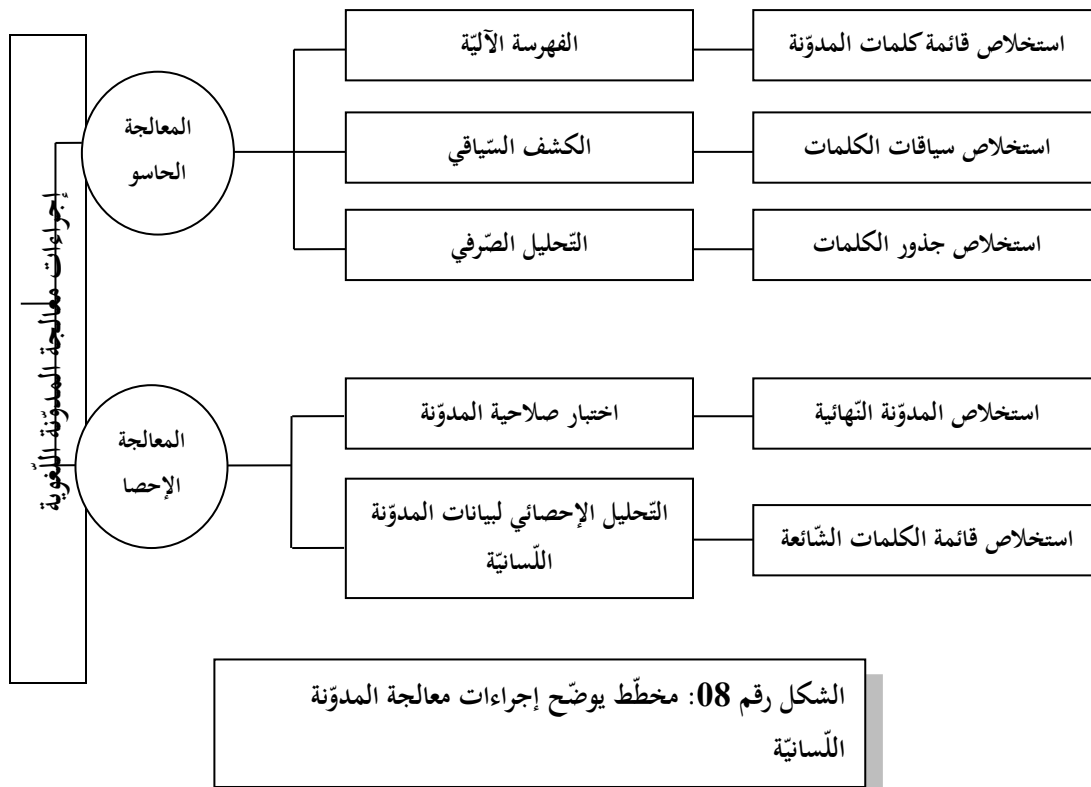 إجراءات معالجة المدوّنة اللّغوية
المعالجة
الحاسو
الفهرسة الآليّة
استخلاص قائمة كلمات المدوّنة
الكشف السّياقي
استخلاص سياقات الكلمات
التّحليل الصّرفي
استخلاص جذور الكلمات
المعالجة
الإحصا
اختبار صلاحية المدوّنة
استخلاص المدوّنة النّهائية
التّحليل الإحصائي لبيانات المدوّنة
اللّسانيّة
استخلاص قائمة الكلمات الشّائعة
الشكل رقم 08: مخطّط يوضّح إجراءات معالجة المدوّنة
اللّسانيّة